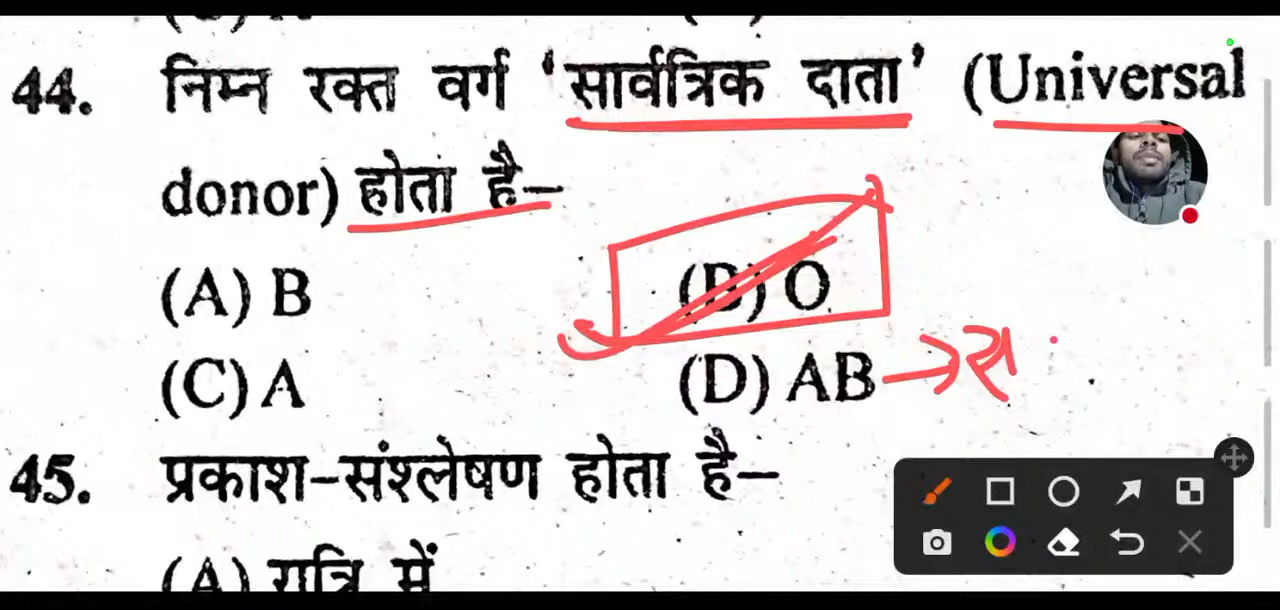 44. निम्न रक्त वर्ग ‘सार्वत्रिक दाता’ (Universal
donor) होता है–
(A) B (B) O
(C) A (D) AB → स
45. प्रकाश-संश्लेषण होता है–
(A) रात्रि में